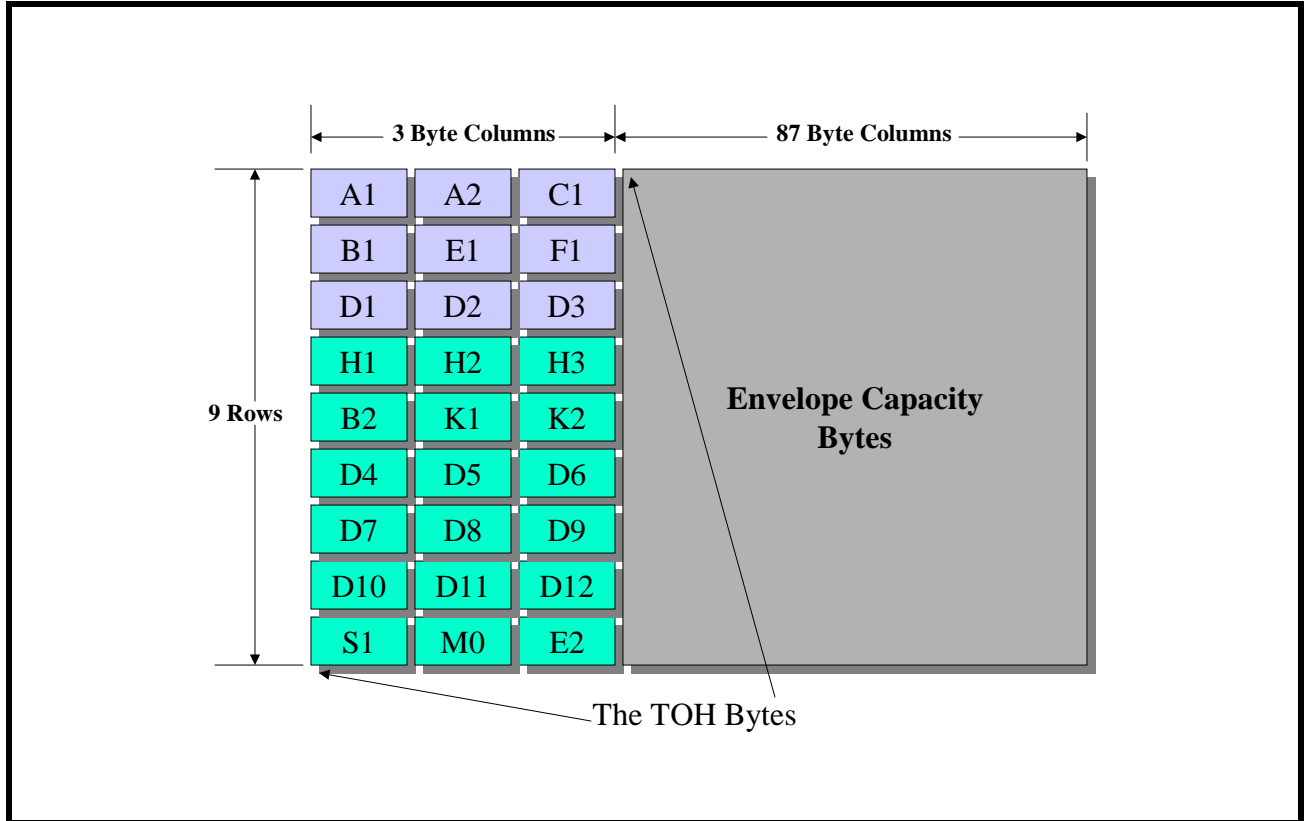 3 Byte Columns 87 Byte Columns
A1 A2 C1
B1 E1 F1
D1 D2 D3
H1 H2 H3
9 Rows
B2 K1 K2
Envelope Capacity
Bytes
D4 D5 D6
D7 D8 D9
D10 D11 D12
S1 M0 E2
The TOH Bytes